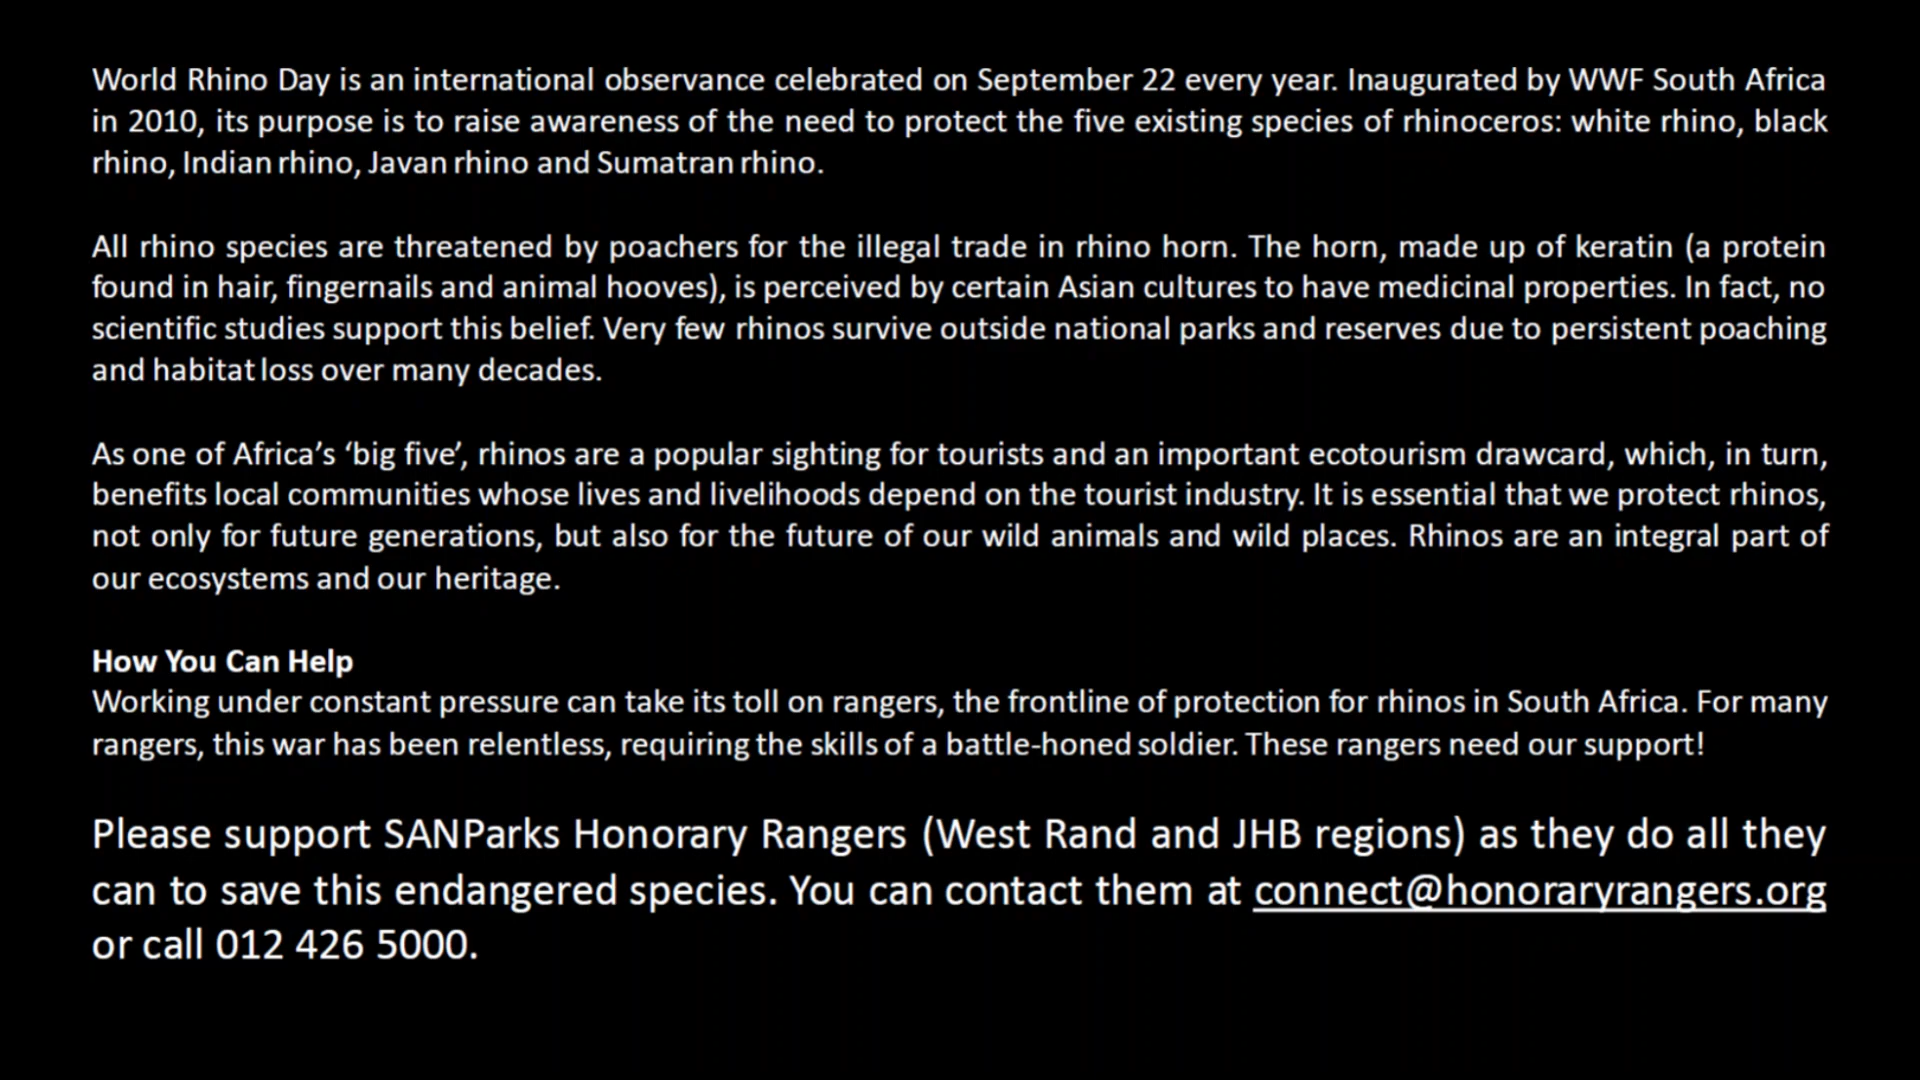 World Rhino Day is an international observance celebrated on September 22 every year. Inaugurated by WWF South Africa
in 2010, its purpose is to raise awareness of the need to protect the five existing species of rhinoceros: white rhino, black
rhino, Indian rhino, Javan rhino and Sumatran rhino.
All rhino species are threatened by poachers for the illegal trade in rhino horn. The horn, made up of keratin (a protein
found in hair, fingernails and animal hooves), is perceived by certain Asian cultures to have medicinal properties. In fact, no
scientific studies support this belief. Very few rhinos survive outside national parks and reserves due to persistent poaching
and habitat loss over many decades.
As one of Africa’s ‘big five’, rhinos are a popular sighting for tourists and an important ecotourism drawcard, which, in turn,
benefits local communities whose lives and livelihoods depend on the tourist industry. It is essential that we protect rhinos,
not only for future generations, but also for the future of our wild animals and wild places. Rhinos are an integral part of
our ecosystems and our heritage.
How You Can Help
Working under constant pressure can take its toll on rangers, the frontline of protection for rhinos in South Africa. For many
rangers, this war has been relentless, requiring the skills of a battle-honed soldier. These rangers need our support!
Please support SANParks Honorary Rangers (West Rand and JHB regions) as they do all they
can to save this endangered species. You can contact them at connect@honoraryrangers.org
or call 012 426 5000.